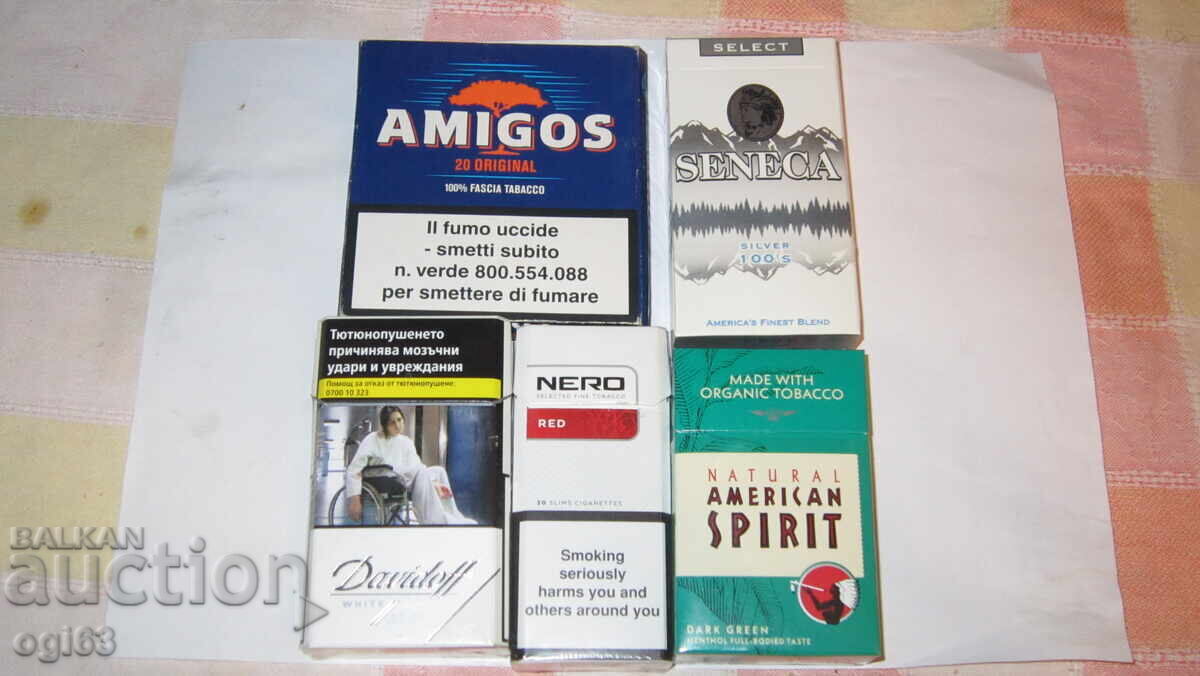 AMIGOS
20 ORIGINAL
100% FASCIA TABACCO
Il fumo uccide
- smetti subito
n. verde 800.554.088
per smettere di fumare
SELECT
SENECA
SILVER
100'S
AMERICA'S FINEST BLEND
Тютюнопушенето
причинява мозъчни
удари и увреждания
Помощ за отказ от тютюнопушене:
0700 10 323
Davidoff
WHITE
NERO
SELECTED FINE TOBACCO
RED
20 SLIMS CIGARETTES
Smoking
seriously
harms you and
others around you
MADE WITH
ORGANIC TOBACCO
NATURAL
AMERICAN
SPIRIT
DARK GREEN
MENTHOL FULL-BODIED TASTE
BALKAN
auction
ogi63